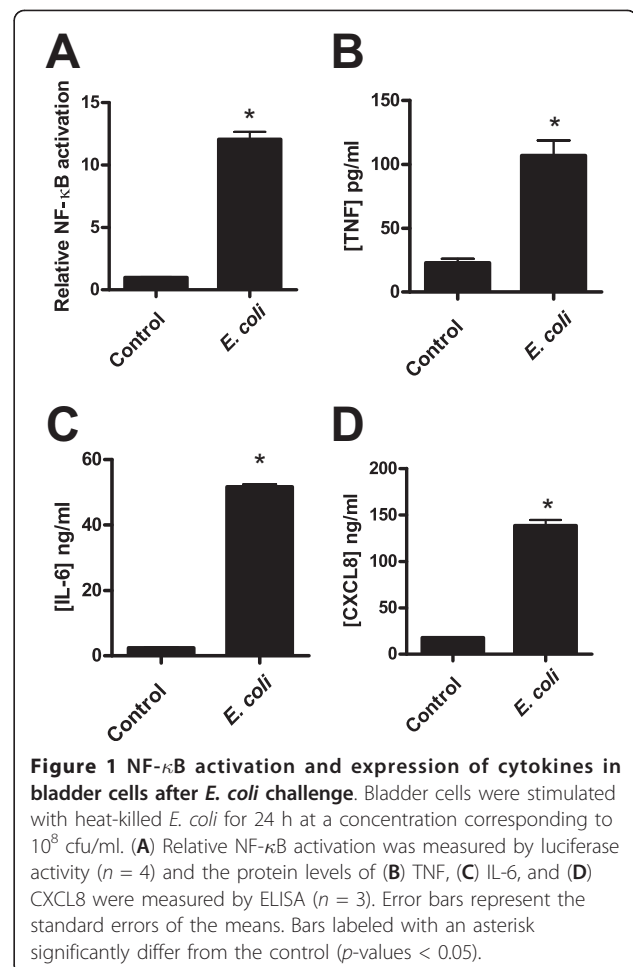 A
Relative NF-κB activation
15
10
5
0
*
Control
E. coli
B
[TNF] pg/ml
150
100
50
0
*
Control
E. coli
C
[IL-6] ng/ml
60
40
20
0
*
Control
E. coli
D
[CXCL8] ng/ml
200
150
100
50
0
*
Control
E. coli
Figure 1 NF-κB activation and expression of cytokines in
bladder cells after E. coli challenge. Bladder cells were stimulated
with heat-killed E. coli for 24 h at a concentration corresponding to
10⁸ cfu/ml. (A) Relative NF-κB activation was measured by luciferase
activity (n = 4) and the protein levels of (B) TNF, (C) IL-6, and (D)
CXCL8 were measured by ELISA (n = 3). Error bars represent the
standard errors of the means. Bars labeled with an asterisk
significantly differ from the control (p-values < 0.05).